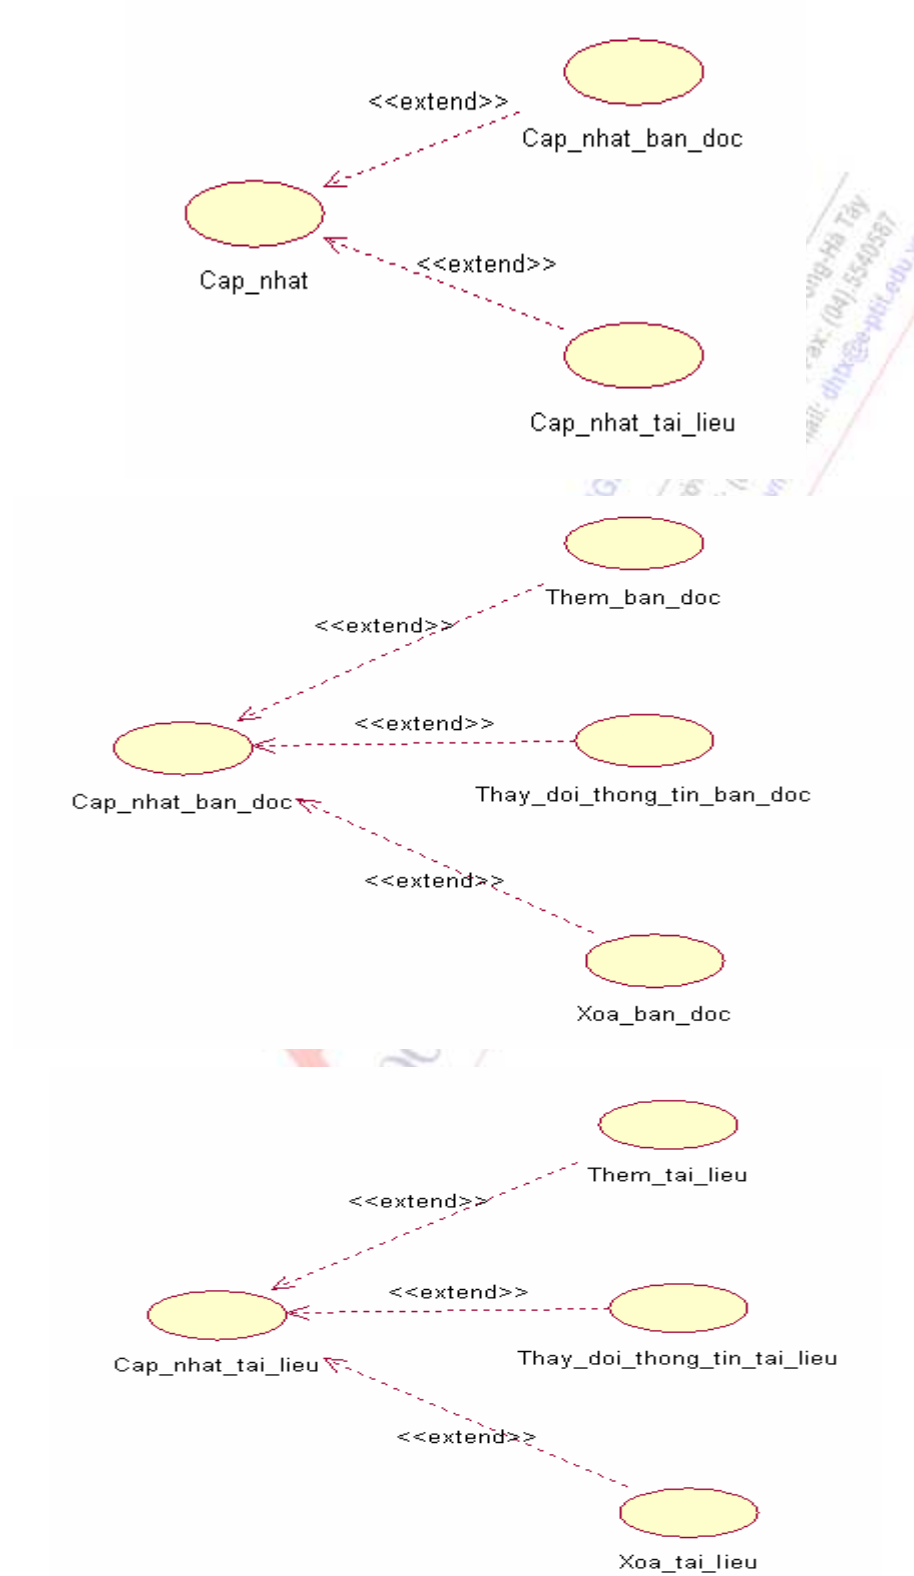 <<extend>>
Cap_nhat_ban_doc
<<extend>>
Cap_nhat
Cap_nhat_tai_lieu
Them_ban_doc
<<extend>>
<<extend>>
Cap_nhat_ban_doc
Thay_doi_thong_tin_ban_doc
<<extend>>
Xoa_ban_doc
Them_tai_lieu
<<extend>>
<<extend>>
Cap_nhat_tai_lieu
Thay_doi_thong_tin_tai_lieu
<<extend>>
Xoa_tai_lieu